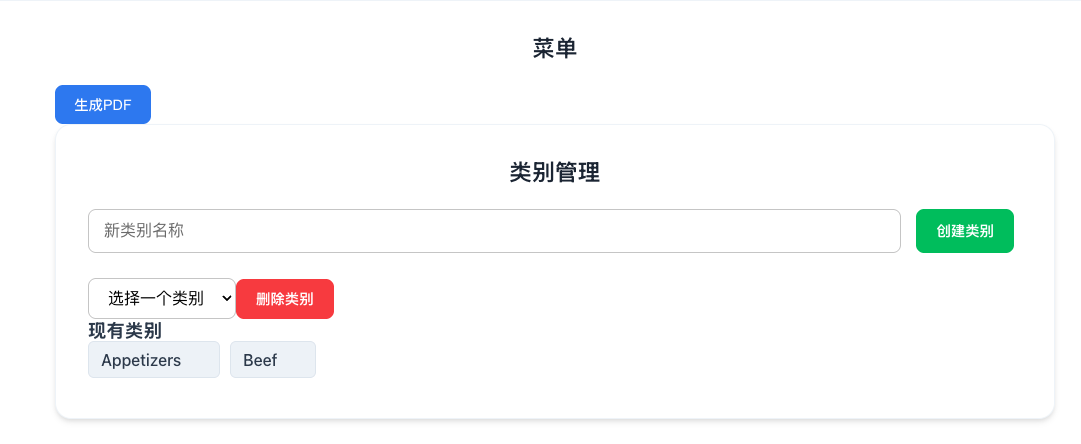 菜单
生成PDF
类别管理
新类别名称
创建类别
选择一个类别
删除类别
现有类别
Appetizers
Beef